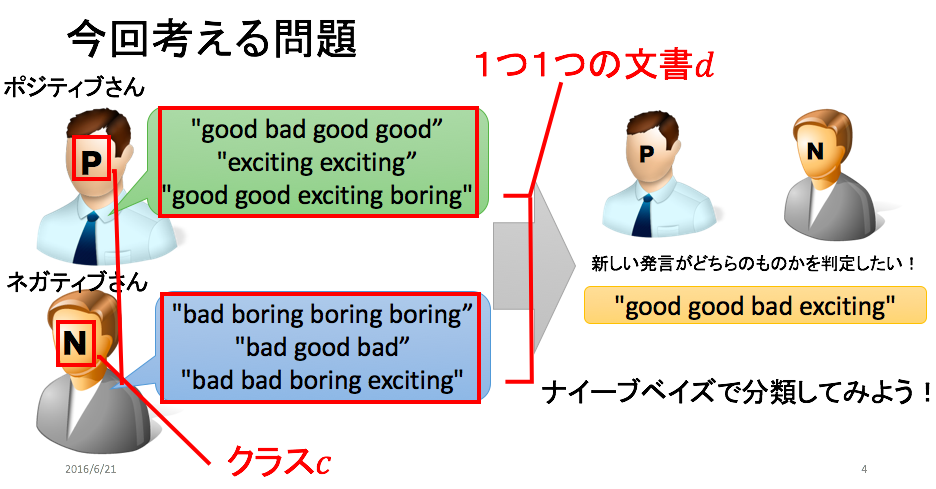 今回考える問題
１つ１つの文書d
ポジティブさん
P
"good bad good good”
"exciting exciting”
"good good exciting boring"
P
N
新しい発言がどちらのものかを判定したい！
"good good bad exciting"
ネガティブさん
N
"bad boring boring boring”
"bad good bad”
"bad bad boring exciting"
ナイーブベイズで分類してみよう！
クラスc
2016/6/21
4